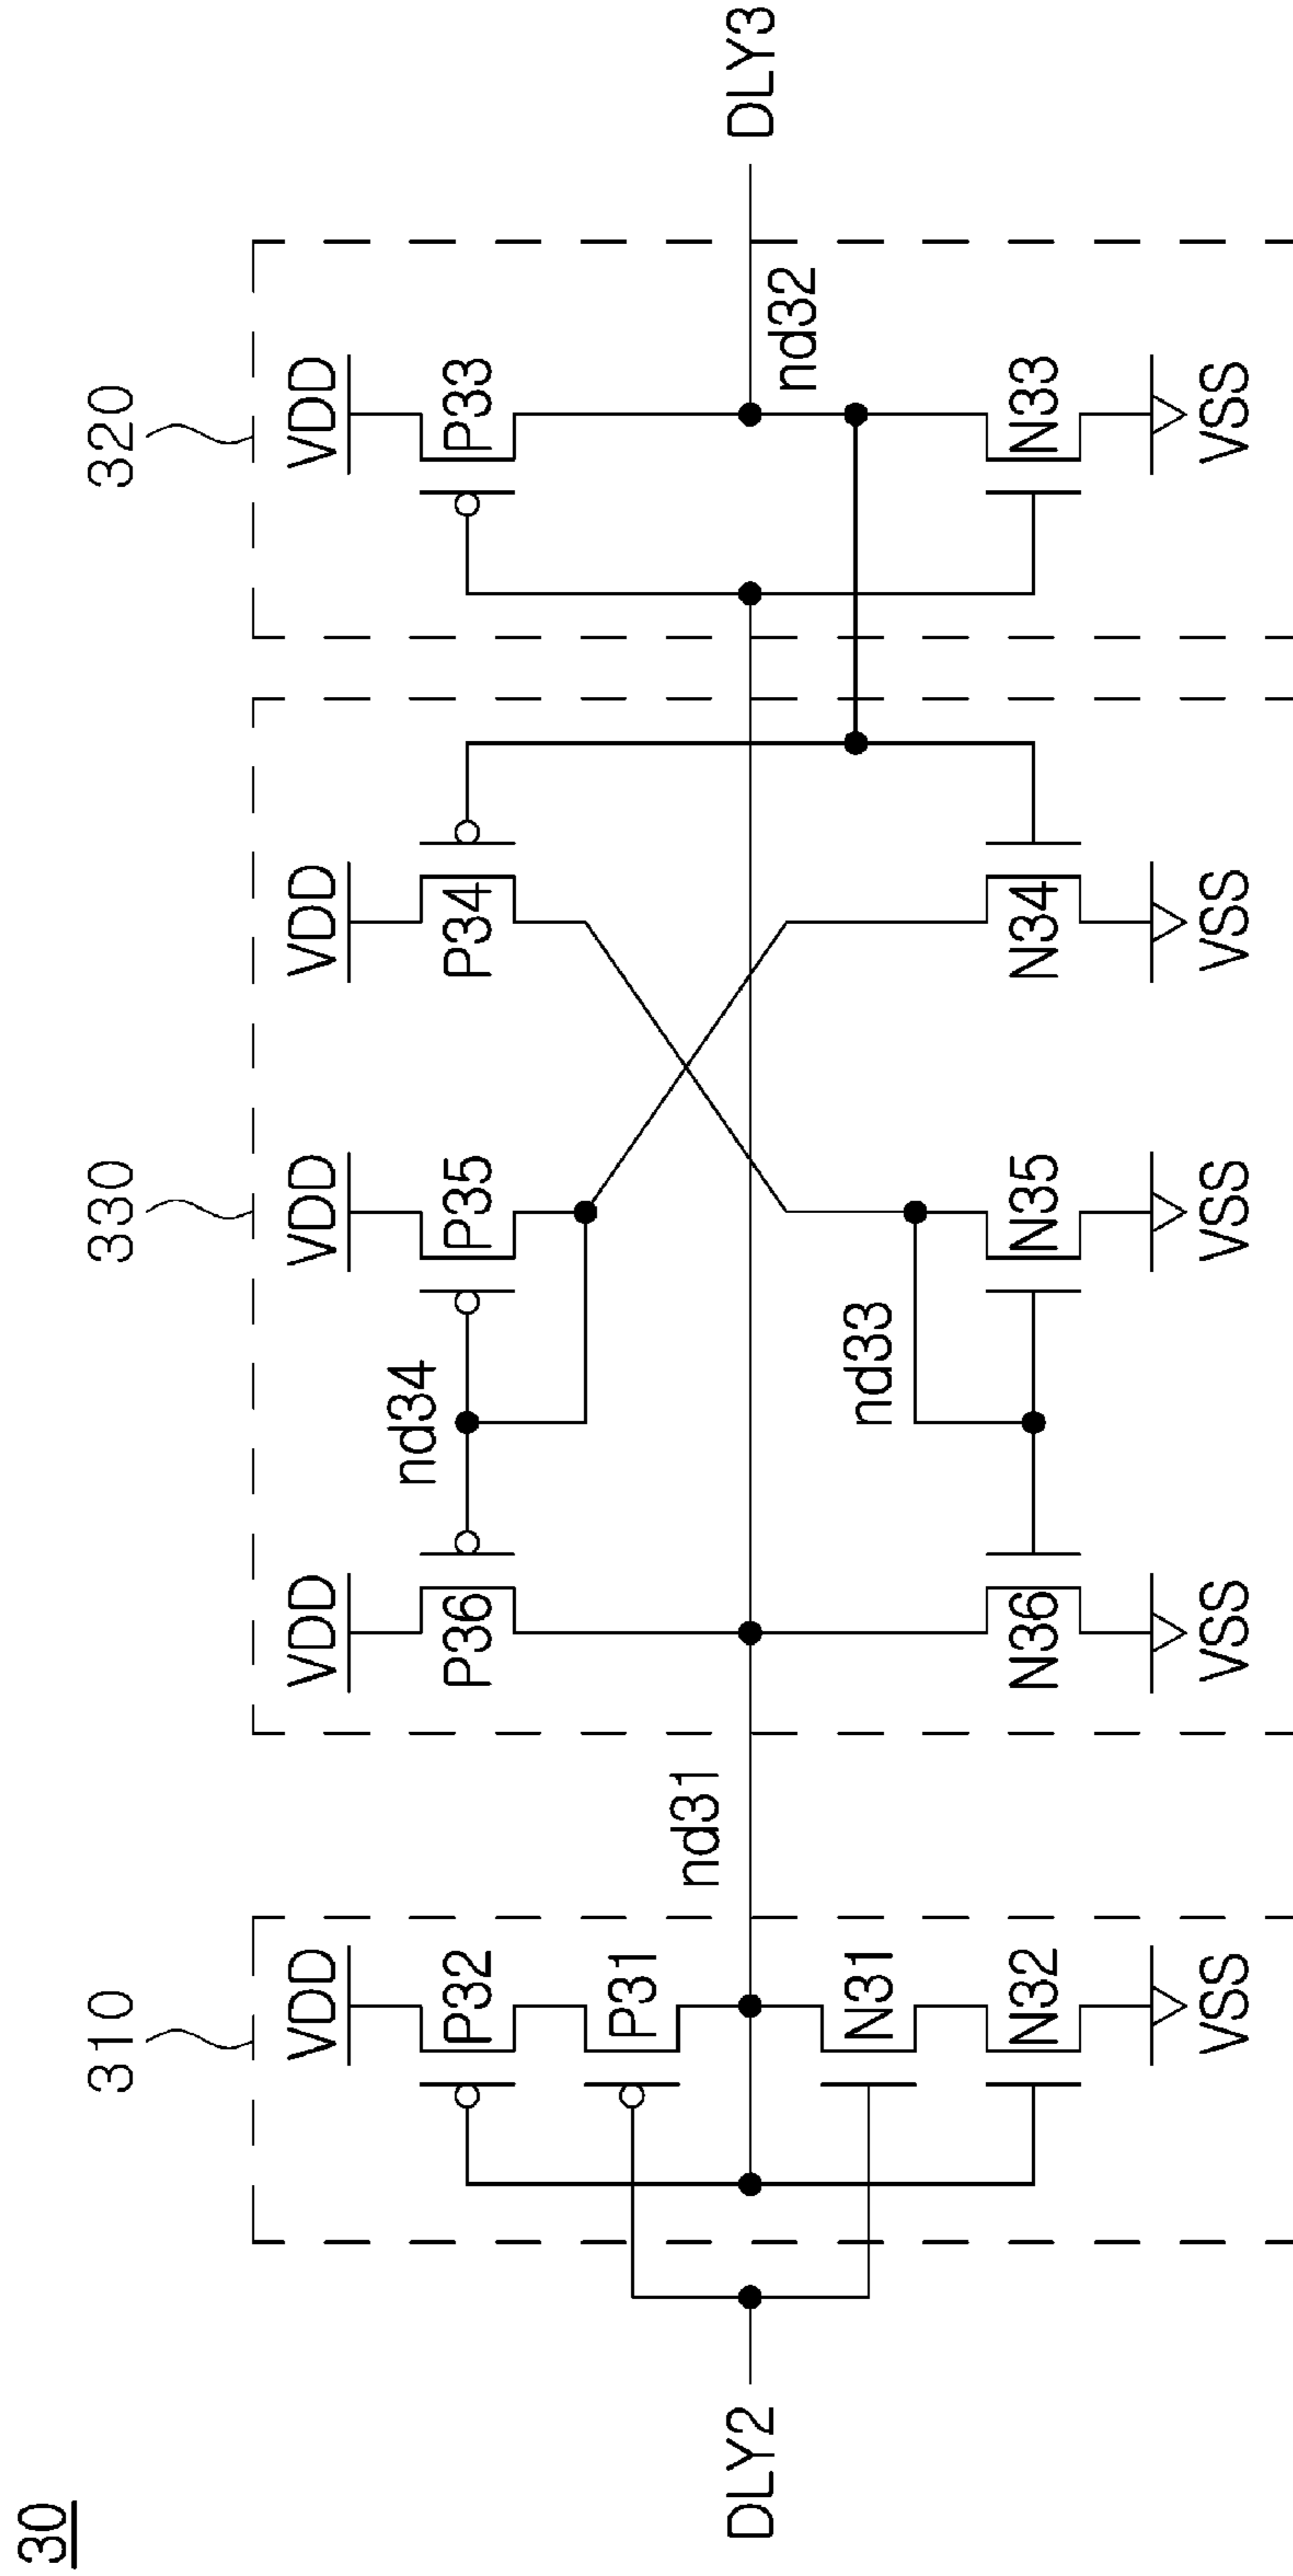 30
310
330
320
VDD
VDD
VDD
VDD
VDD
P32
P36
P35
P34
P33
nd34
P31
nd31
DLY2
DLY3
nd32
nd33
N31
N32
N36
N35
N34
N33
VSS
VSS
VSS
VSS
VSS